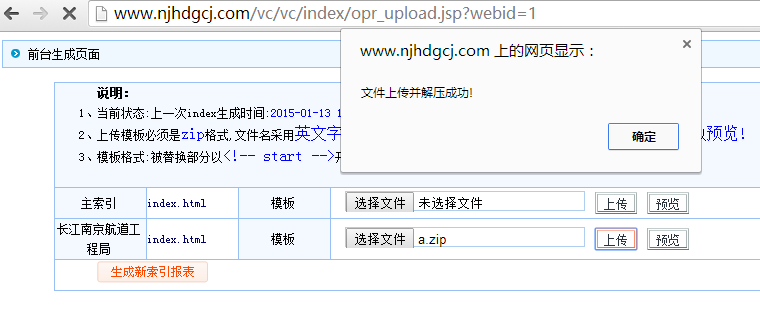 www.njhdgcj.com/vc/vc/index/opr_upload.jsp?webid=1
前台生成页面
www.njhdgcj.com 上的网页显示：
文件上传并解压成功!
确定
说明:
1、当前状态:上一次index生成时间:2015-01-13 1
2、上传模板必须是zip格式,文件名采用英文字 预览!
3、模板格式:被替换部分以<!-- start -->
主索引 index.html 模板 选择文件 未选择文件 上传 预览
长江南京航道工程局 index.html 模板 选择文件 a.zip 上传 预览
生成新索引报表